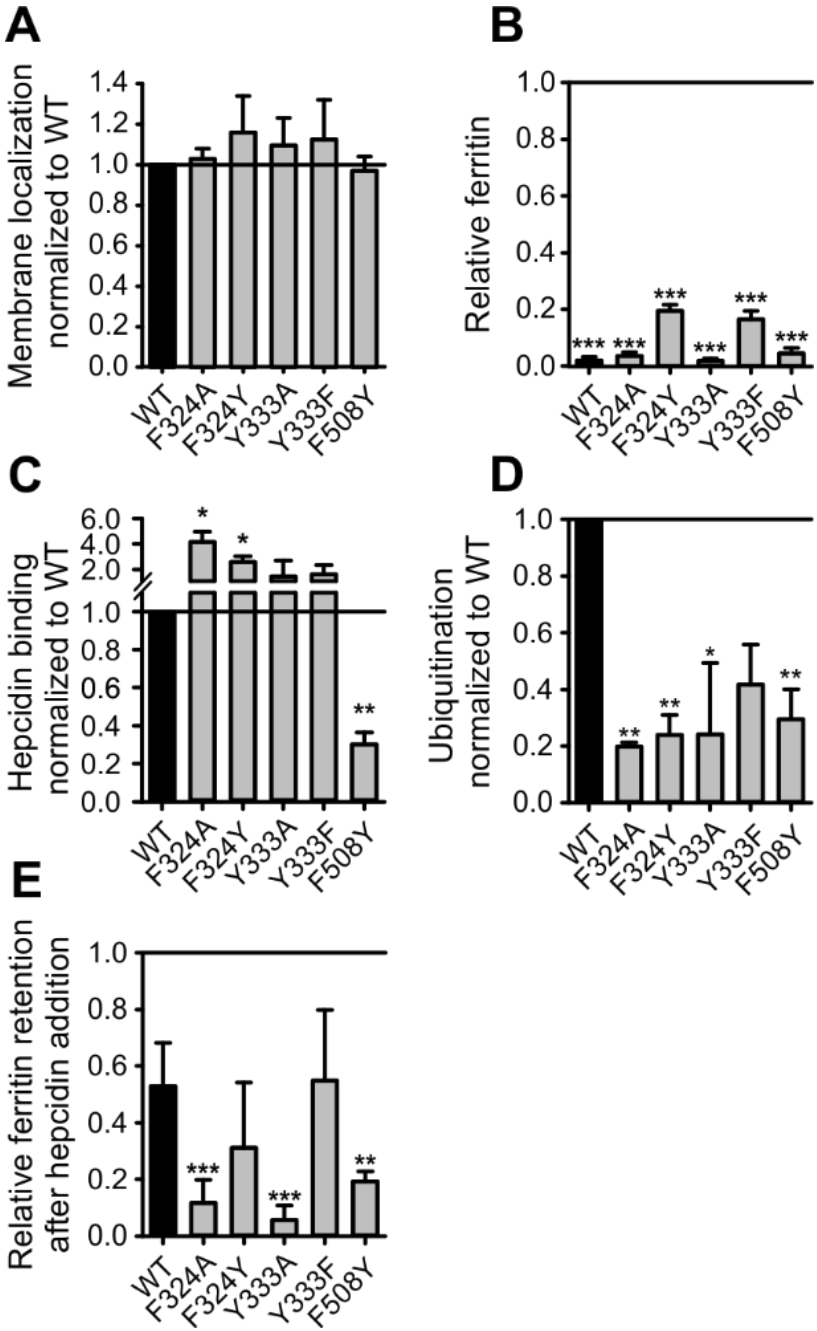 A
Membrane localization
normalized to WT
1.4
1.2
1.0
0.8
0.6
0.4
0.2
0.0
WT
F324A
F324Y
Y333A
Y333F
F508Y
B
Relative ferritin
1.0
0.8
0.6
0.4
0.2
0.0
***
***
***
***
***
***
WT
F324A
F324Y
Y333A
Y333F
F508Y
C
Hepcidin binding
normalized to WT
6.0
4.0
2.0
1.0
0.8
0.6
0.4
0.2
0.0
*
*
**
WT
F324A
F324Y
Y333A
Y333F
F508Y
D
Ubiquitination
normalized to WT
1.0
0.8
0.6
0.4
0.2
0.0
**
**
*
**
WT
F324A
F324Y
Y333A
Y333F
F508Y
E
Relative ferritin retention
after hepcidin addition
1.0
0.8
0.6
0.4
0.2
0.0
***
***
**
WT
F324A
F324Y
Y333A
Y333F
F508Y